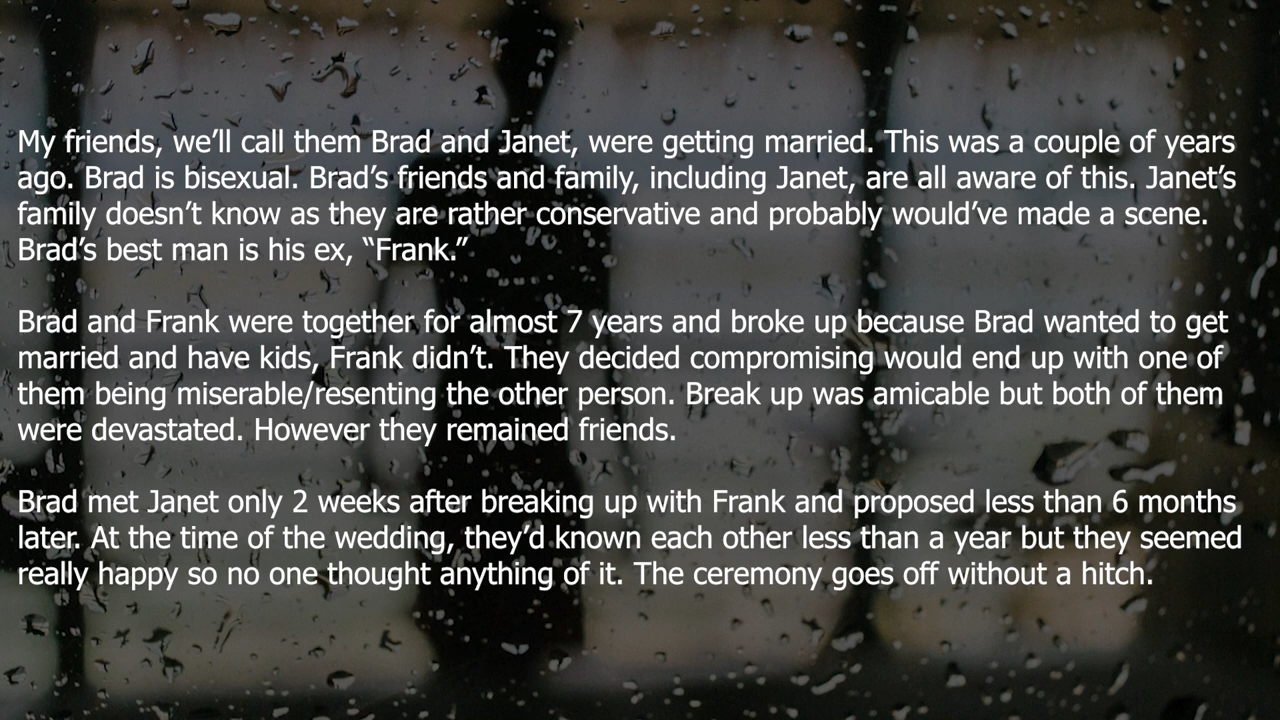 My friends, we’ll call them Brad and Janet, were getting married. This was a couple of years
ago. Brad is bisexual. Brad’s friends and family, including Janet, are all aware of this. Janet’s
family doesn’t know as they are rather conservative and probably would’ve made a scene.
Brad’s best man is his ex, “Frank.”
Brad and Frank were together for almost 7 years and broke up because Brad wanted to get
married and have kids, Frank didn’t. They decided compromising would end up with one of
them being miserable/resenting the other person. Break up was amicable but both of them
were devastated. However they remained friends.
Brad met Janet only 2 weeks after breaking up with Frank and proposed less than 6 months
later. At the time of the wedding, they’d known each other less than a year but they seemed
really happy so no one thought anything of it. The ceremony goes off without a hitch.